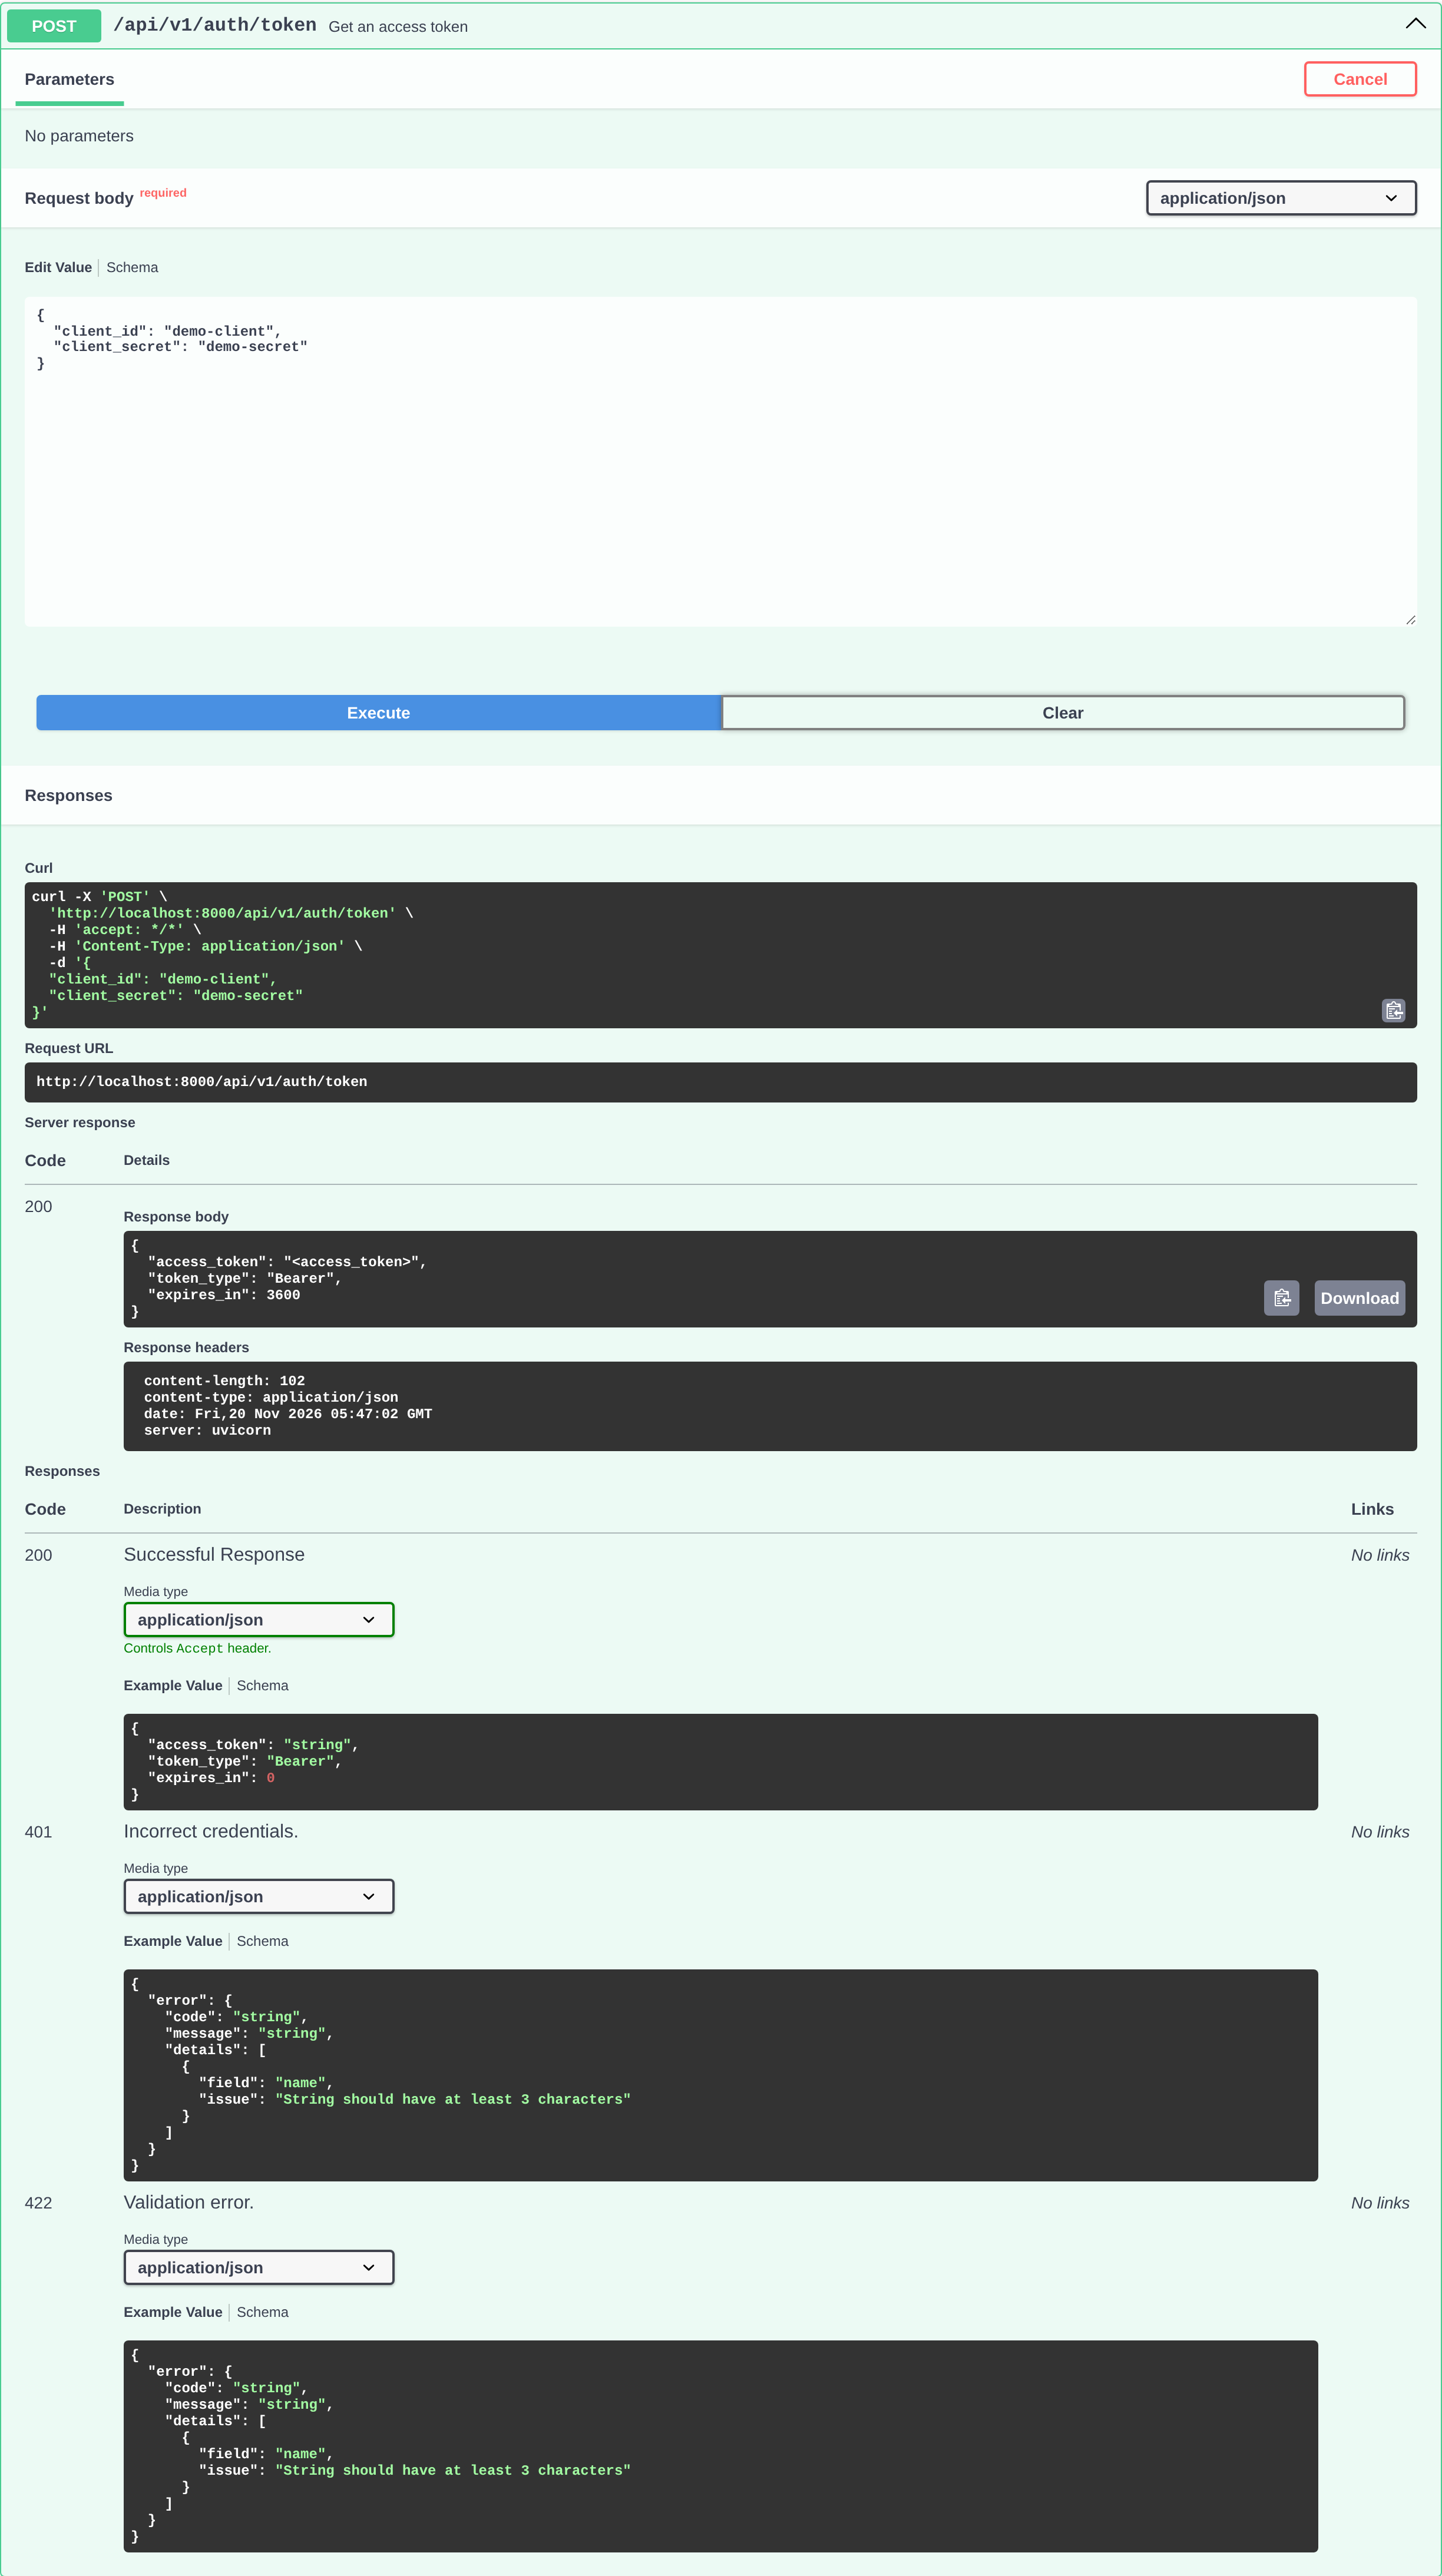 POST /api/v1/auth/token Get an access token
Parameters
Cancel
No parameters
Request body required
application/json
Edit Value Schema
{
  "client_id": "demo-client",
  "client_secret": "demo-secret"
}
Execute
Clear
Responses
Curl
curl -X 'POST' \
  'http://localhost:8000/api/v1/auth/token' \
  -H 'accept: */*' \
  -H 'Content-Type: application/json' \
  -d '{
  "client_id": "demo-client",
  "client_secret": "demo-secret"
}'
Request URL
http://localhost:8000/api/v1/auth/token
Server response
Code Details
200
Response body
{
  "access_token": "<access_token>",
  "token_type": "Bearer",
  "expires_in": 3600
}
Download
Response headers
content-length: 102
content-type: application/json
date: Fri,20 Nov 2026 05:47:02 GMT
server: uvicorn
Responses
Code Description Links
200 Successful Response No links
Media type
application/json
Controls Accept header.
Example Value Schema
{
  "access_token": "string",
  "token_type": "Bearer",
  "expires_in": 0
}
401 Incorrect credentials. No links
Media type
application/json
Example Value Schema
{
  "error": {
    "code": "string",
    "message": "string",
    "details": [
      {
        "field": "name",
        "issue": "String should have at least 3 characters"
      }
    ]
  }
}
422 Validation error. No links
Media type
application/json
Example Value Schema
{
  "error": {
    "code": "string",
    "message": "string",
    "details": [
      {
        "field": "name",
        "issue": "String should have at least 3 characters"
      }
    ]
  }
}